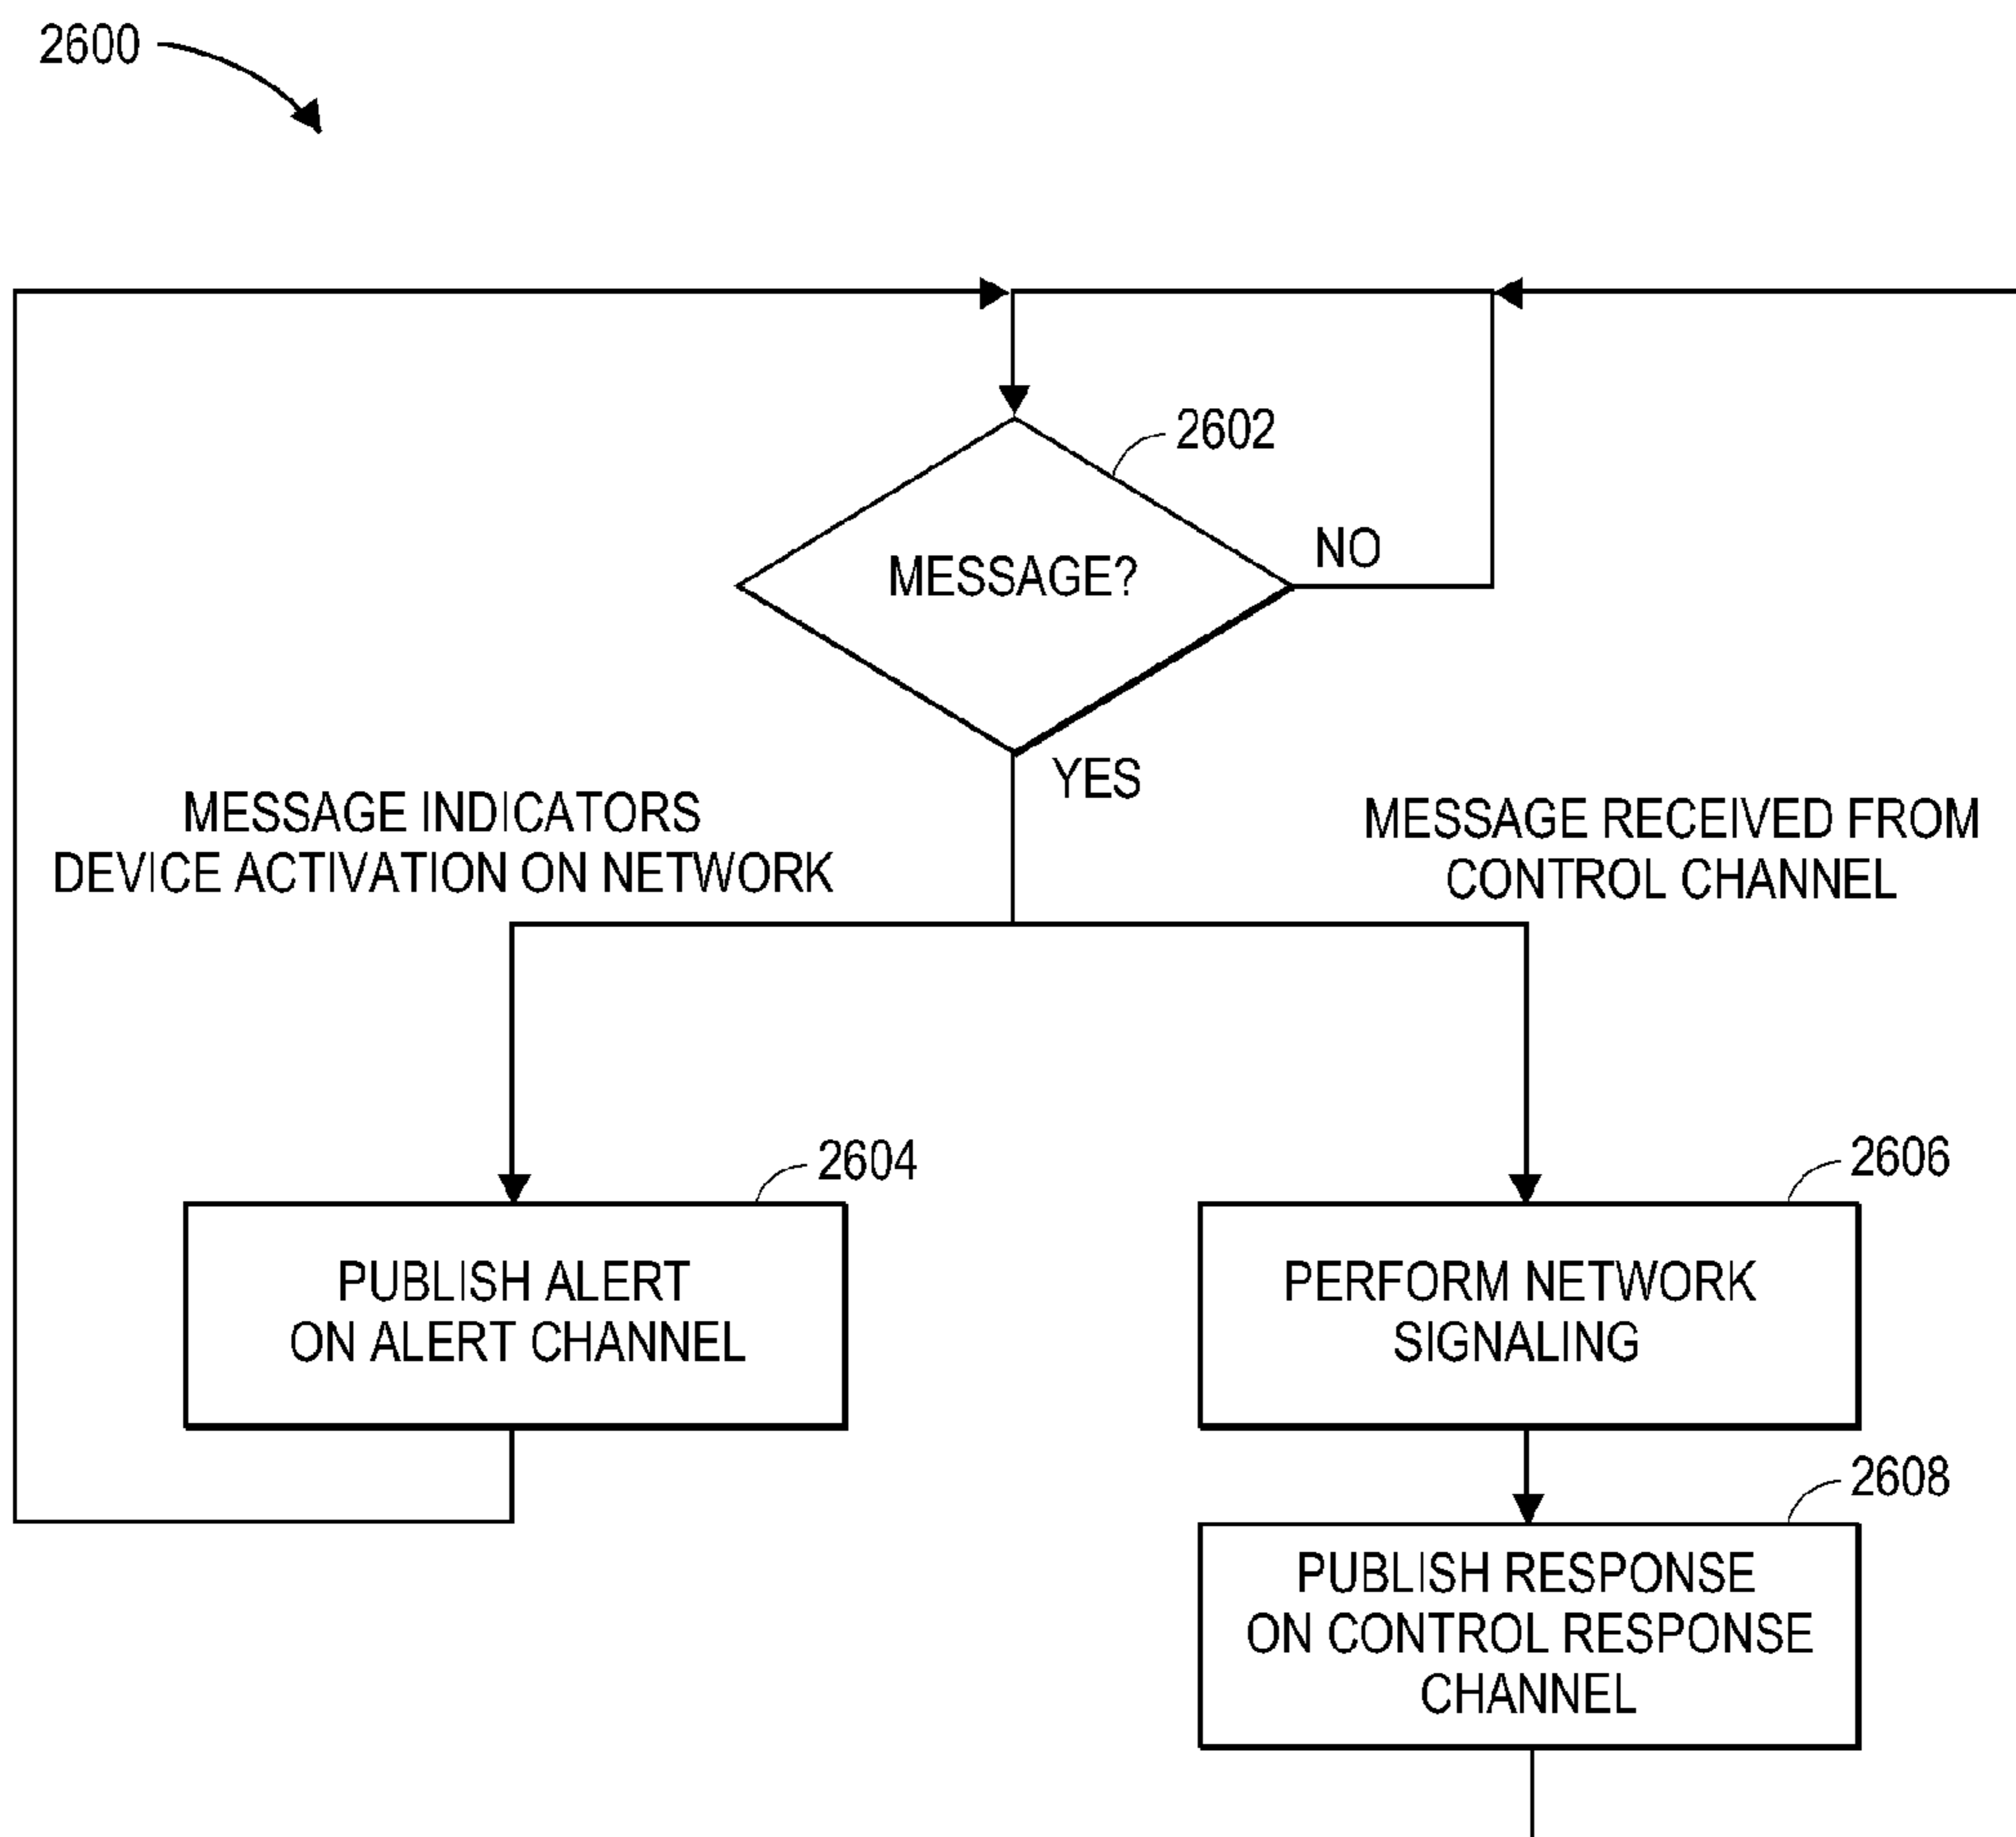 2600
2602
MESSAGE?
NO
YES
MESSAGE INDICATORS
DEVICE ACTIVATION ON NETWORK
MESSAGE RECEIVED FROM
CONTROL CHANNEL
2604
PUBLISH ALERT
ON ALERT CHANNEL
2606
PERFORM NETWORK
SIGNALING
2608
PUBLISH RESPONSE
ON CONTROL RESPONSE
CHANNEL